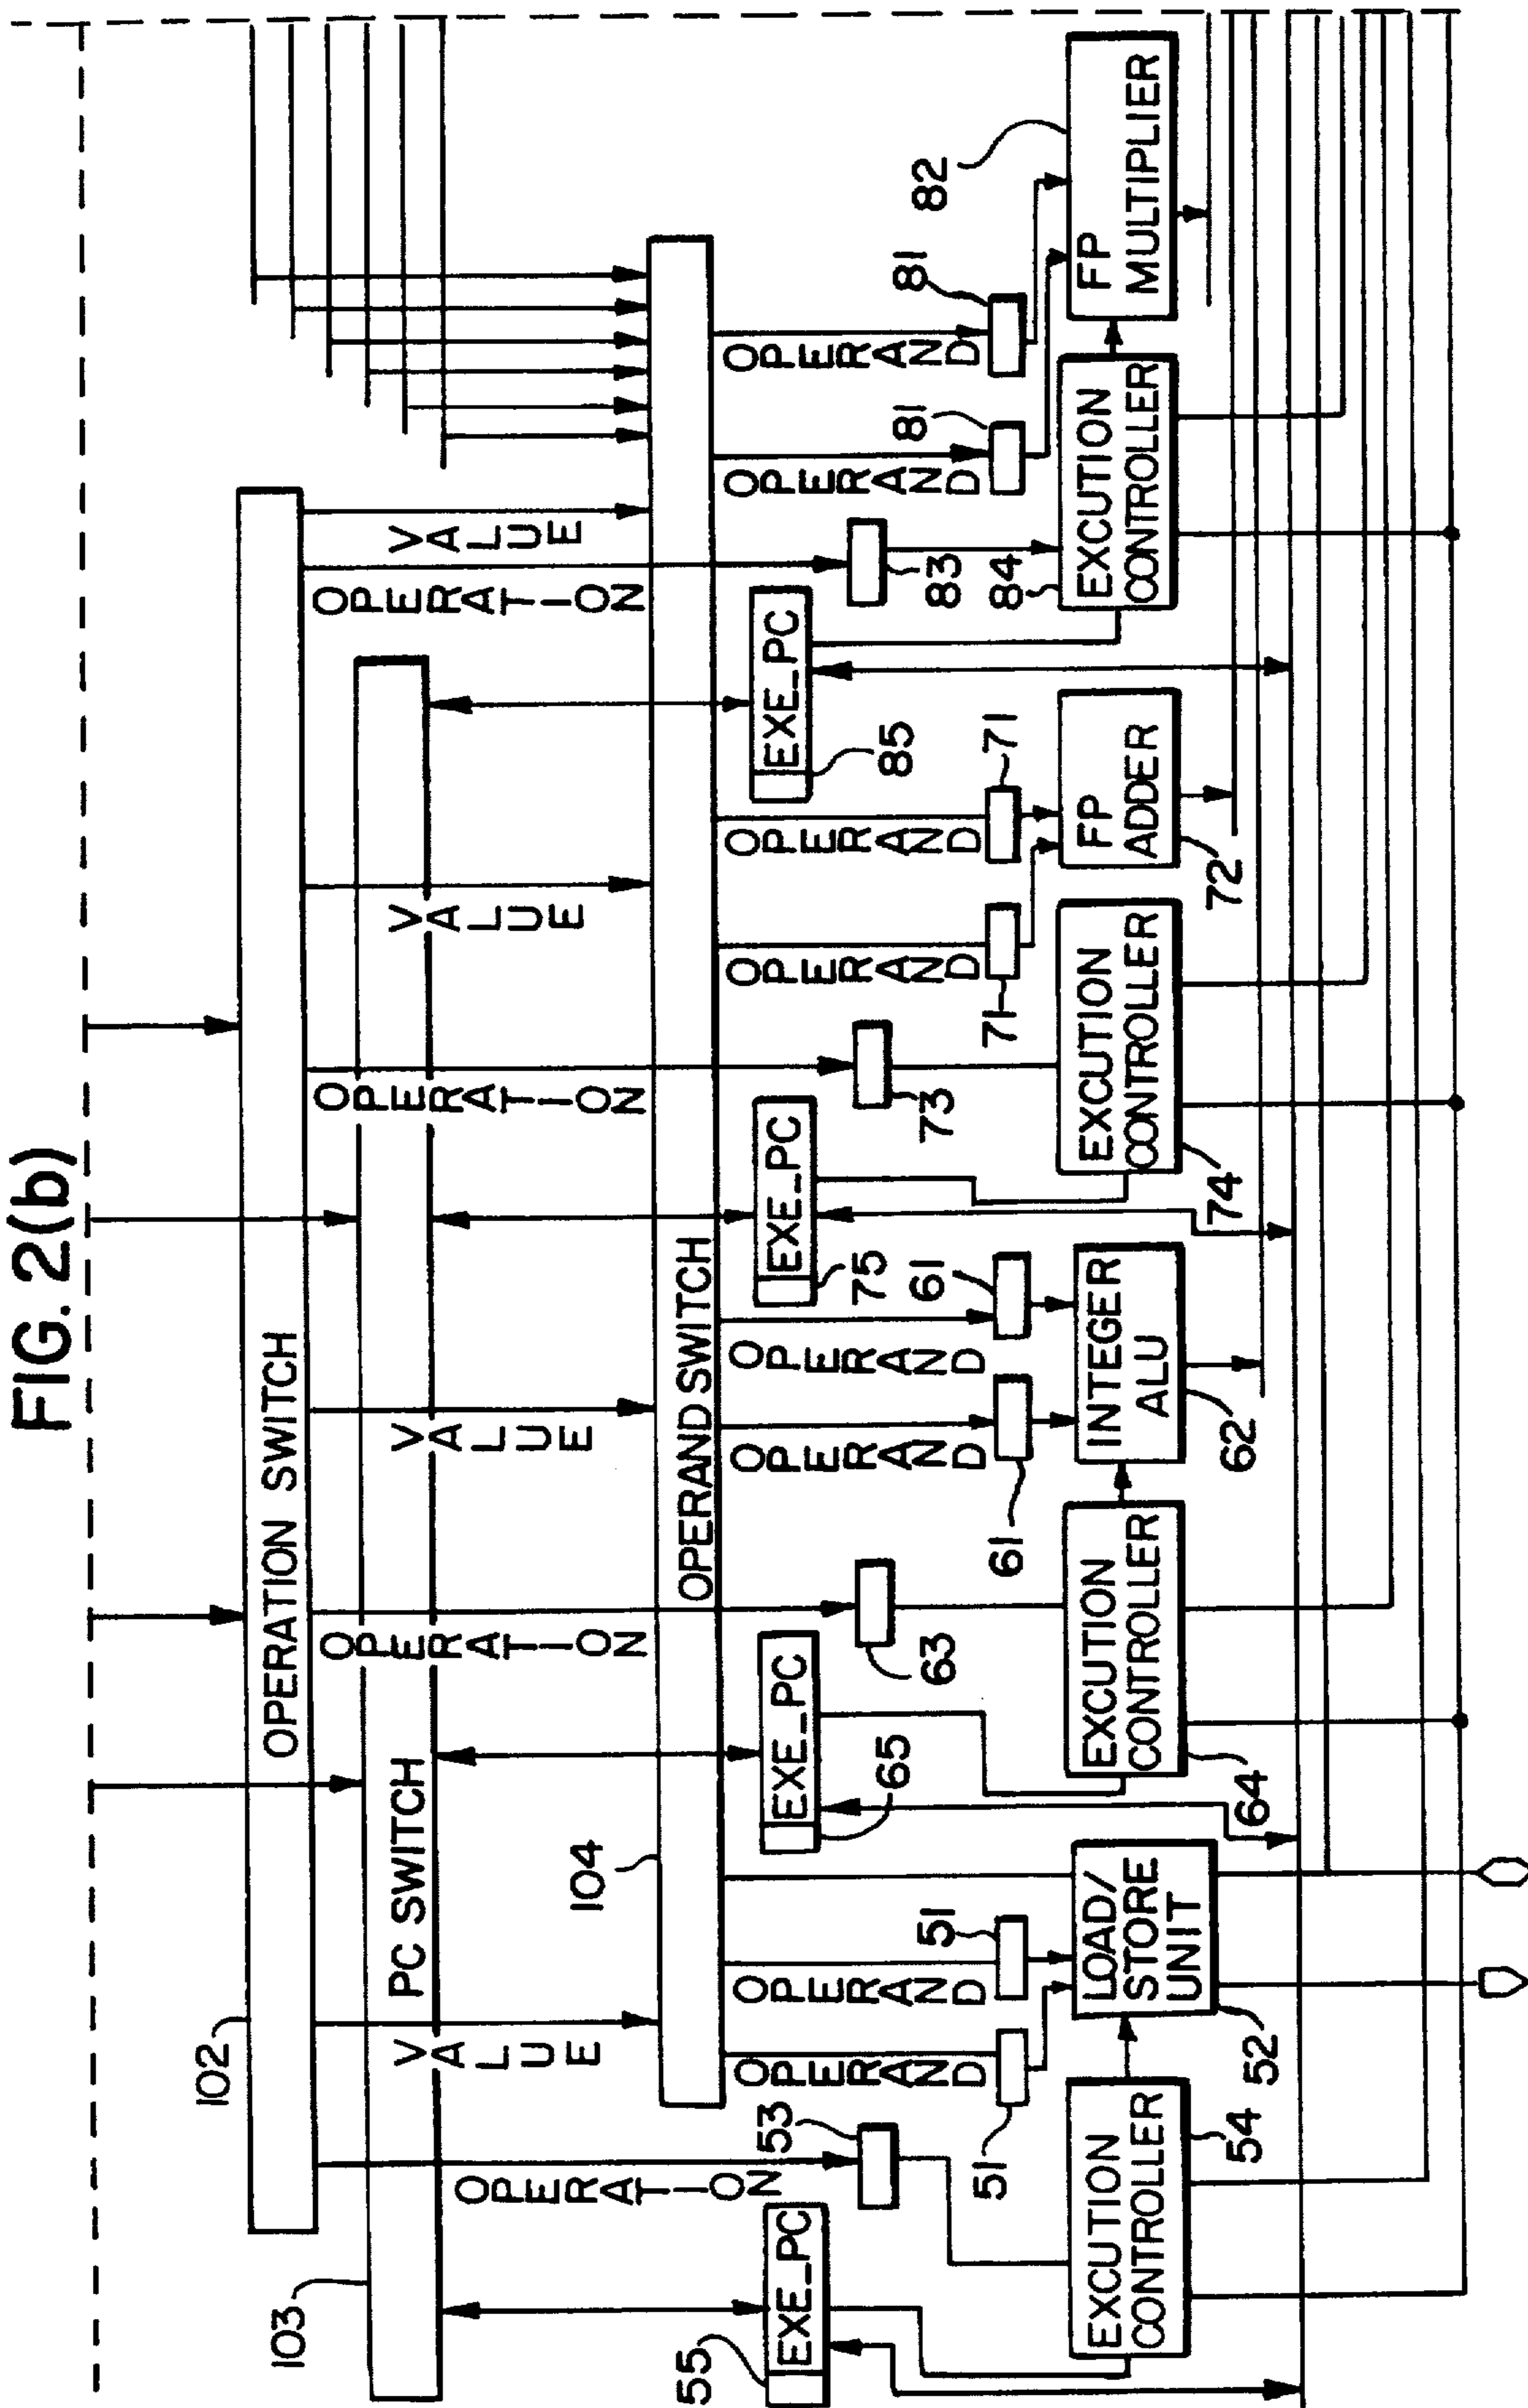 FIG. 2(b)
102
OPERATION SWITCH
103
PC SWITCH
OPERATION
VALUE
OPERATION
VALUE
OPERATION
VALUE
OPERATION
VALUE
104
OPERAND SWITCH
55
EXE_PC
53
OPERAND
OPERAND
51
51
EXE_PC
65
63
OPERAND
OPERAND
61
61
EXE_PC
75
73
OPERAND
OPERAND
71
71
EXE_PC
85
83
OPERAND
OPERAND
81
81
EXCUTION
CONTROLLER
54
LOAD/
STORE
UNIT
52
EXCUTION
CONTROLLER
64
INTEGER
ALU
62
EXCUTION
CONTROLLER
74
FP
ADDER
72
84
EXCUTION
CONTROLLER
82
FP
MULTIPLIER